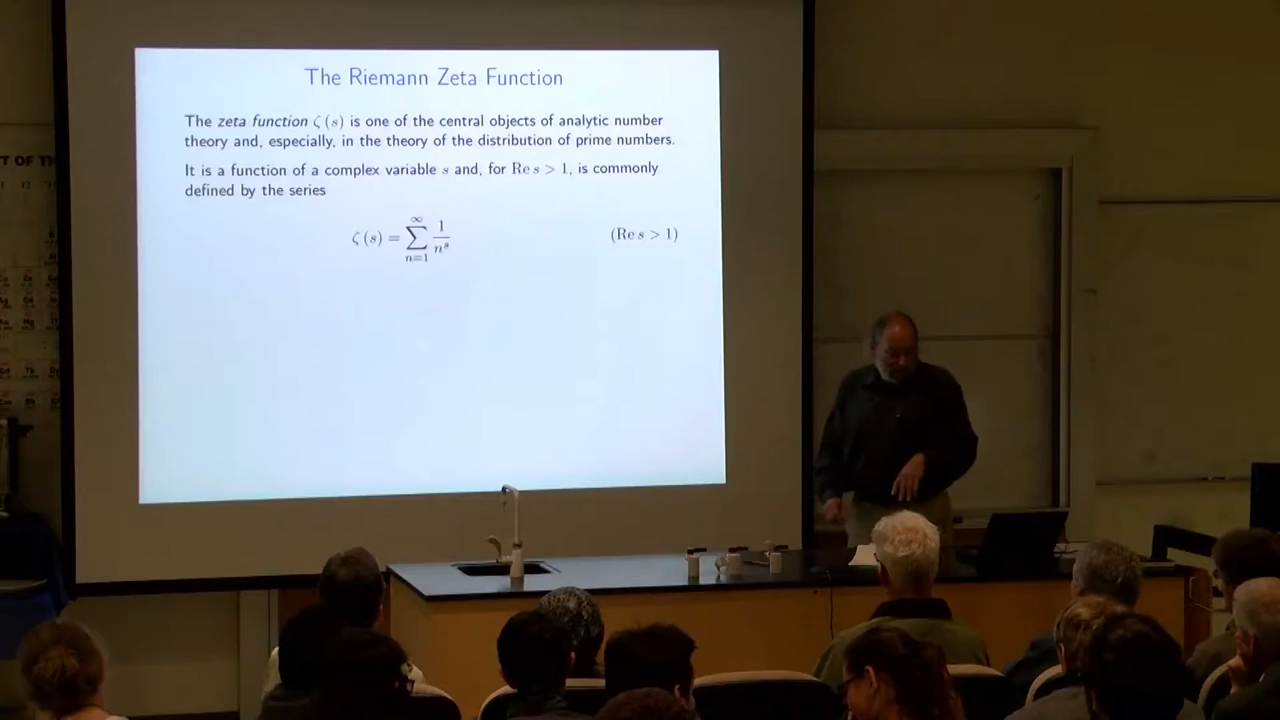 The Riemann Zeta Function
The zeta function ζ(s) is one of the central objects of analytic number
theory and, especially, in the theory of the distribution of prime numbers.
It is a function of a complex variable s and, for Re s > 1, is commonly
defined by the series
ζ(s) = ∑_{n=1}^{∞} 1/n^s (Re s > 1)
T OF TH